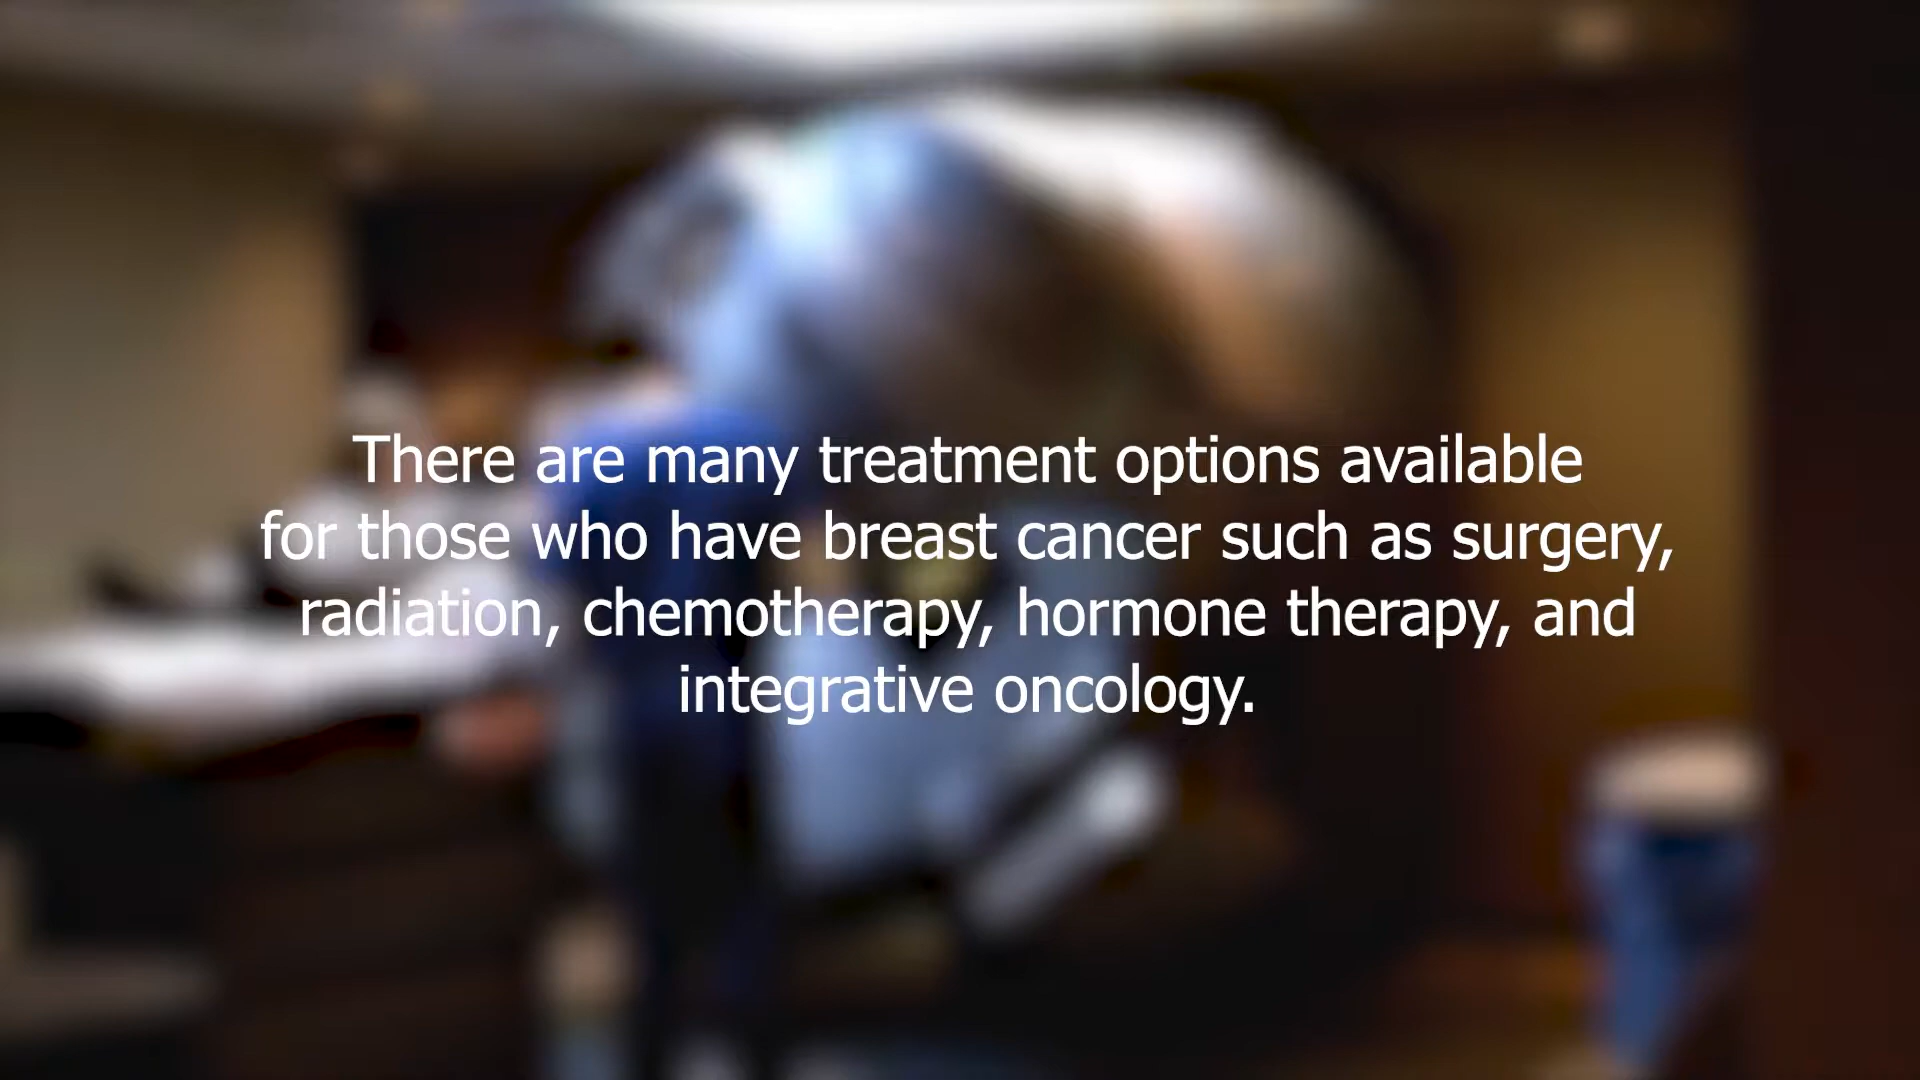 There are many treatment options available
for those who have breast cancer such as surgery,
radiation, chemotherapy, hormone therapy, and
integrative oncology.